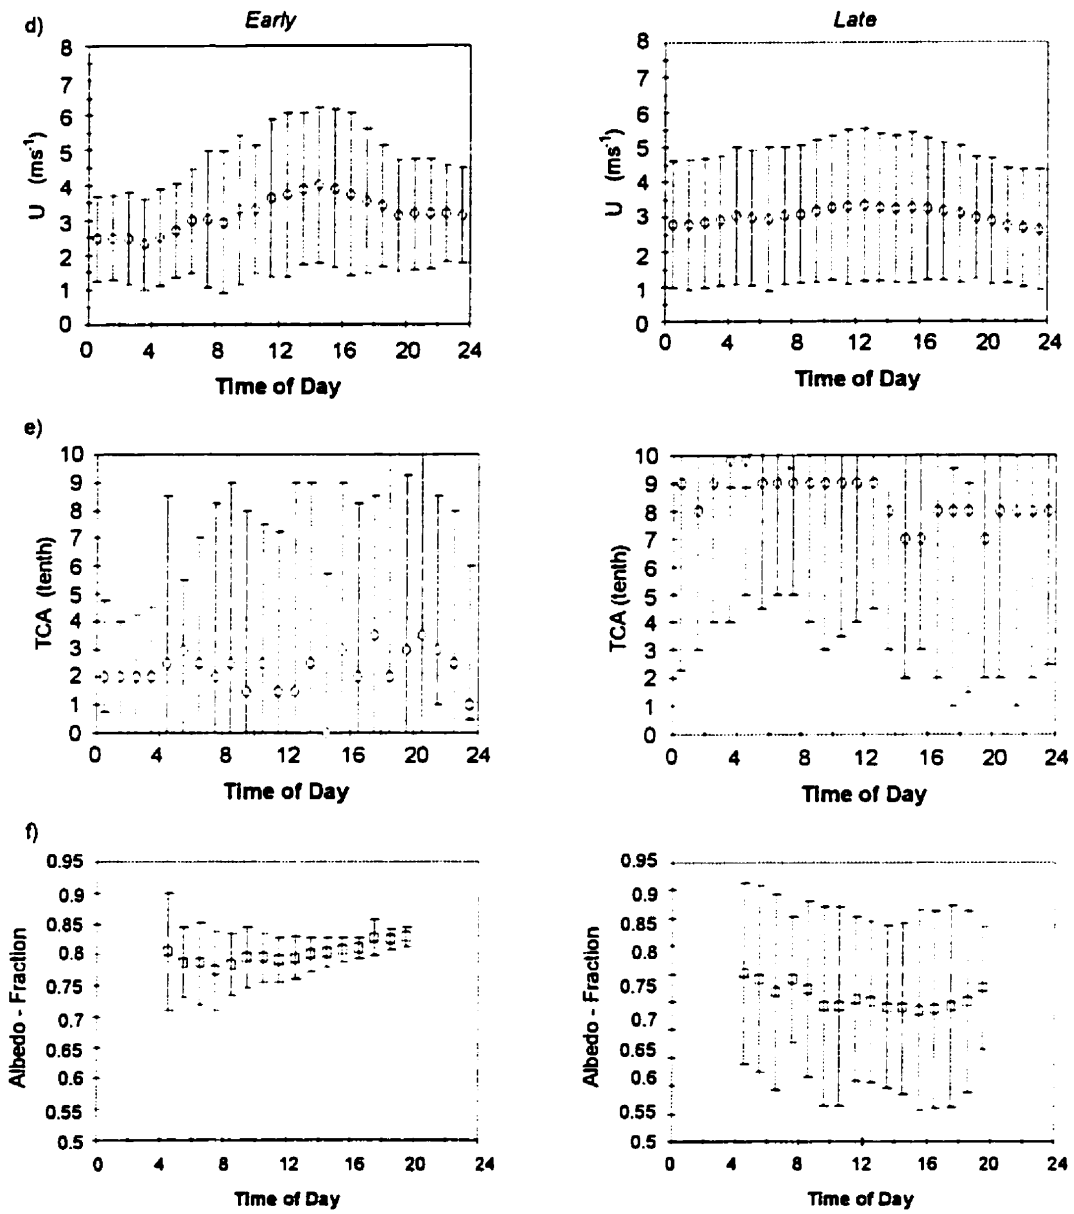 d)
Early
Late
8
7
6
5
4
3
2
1
0
U (ms⁻¹)
0 4 8 12 16 20 24
Time of Day
8
7
6
5
4
3
2
1
0
U (ms⁻¹)
0 4 8 12 16 20 24
Time of Day
e)
10
9
8
7
6
5
4
3
2
1
0
TCA (tenth)
0 4 8 12 16 20 24
Time of Day
10
9
8
7
6
5
4
3
2
1
0
TCA (tenth)
0 4 8 12 16 20 24
Time of Day
f)
0.95
0.9
0.85
0.8
0.75
0.7
0.65
0.6
0.55
0.5
Albedo - Fraction
0 4 8 12 16 20 24
Time of Day
0.95
0.9
0.85
0.8
0.75
0.7
0.65
0.6
0.55
0.5
Albedo - Fraction
0 4 8 12 16 20 24
Time of Day